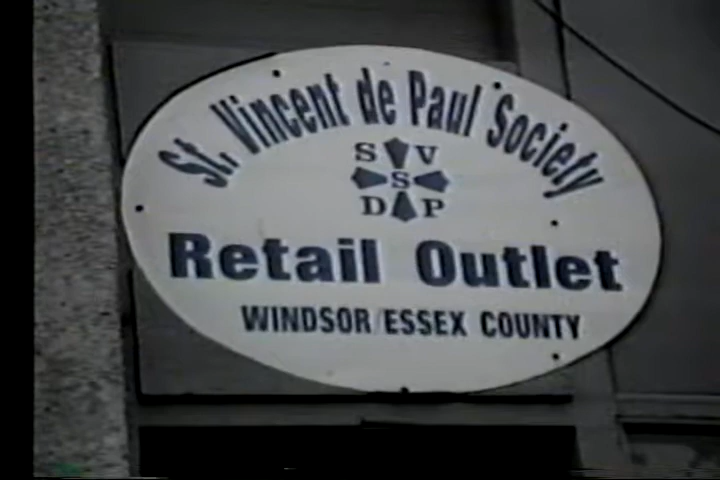 St. Vincent de Paul Society
S V
S
D P
Retail Outlet
WINDSOR/ESSEX COUNTY